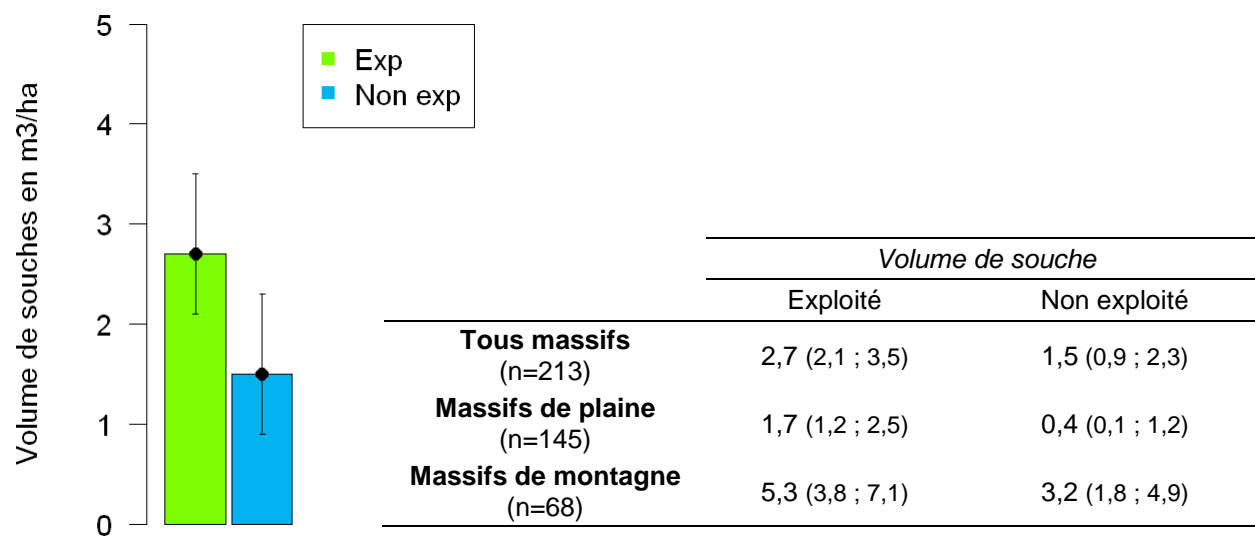 Volume de souches en m3/ha
5
4
3
2
1
0
Exp
Non exp
Volume de souche
Exploité Non exploité
Tous massifs
(n=213)
2,7 (2,1 ; 3,5) 1,5 (0,9 ; 2,3)
Massifs de plaine
(n=145)
1,7 (1,2 ; 2,5) 0,4 (0,1 ; 1,2)
Massifs de montagne
(n=68)
5,3 (3,8 ; 7,1) 3,2 (1,8 ; 4,9)